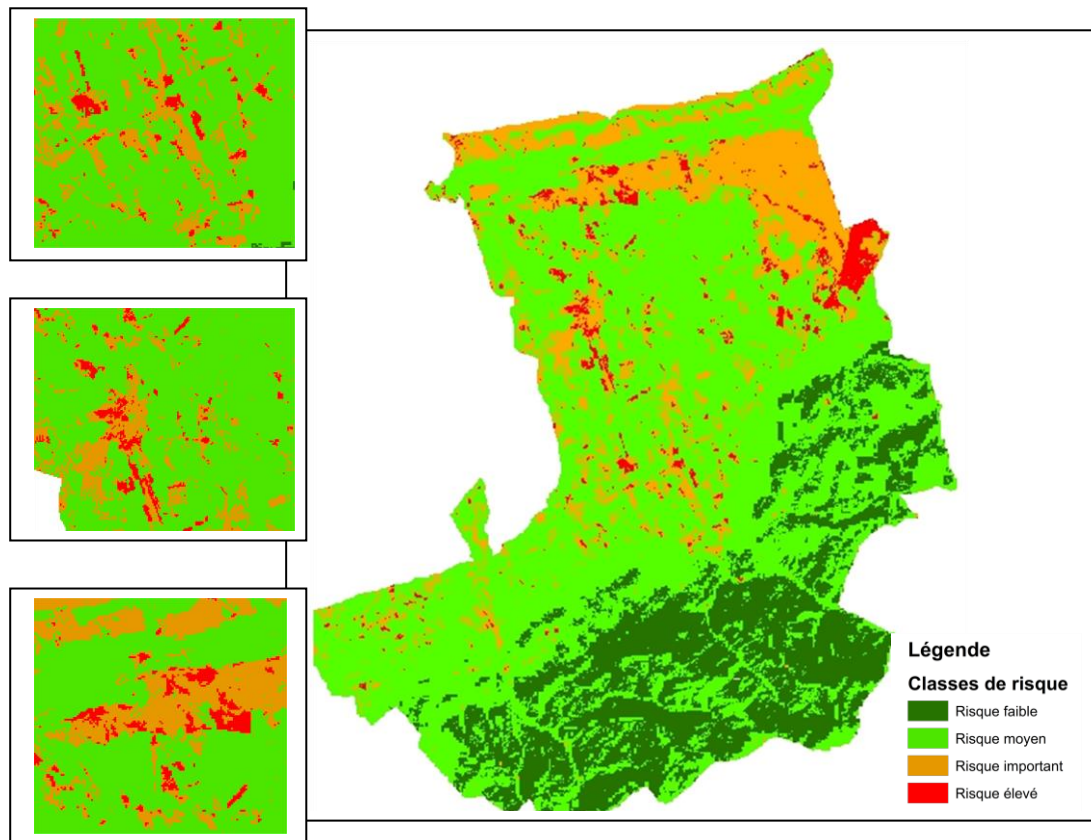 Légende
Classes de risque
Risque faible
Risque moyen
Risque important
Risque élevé